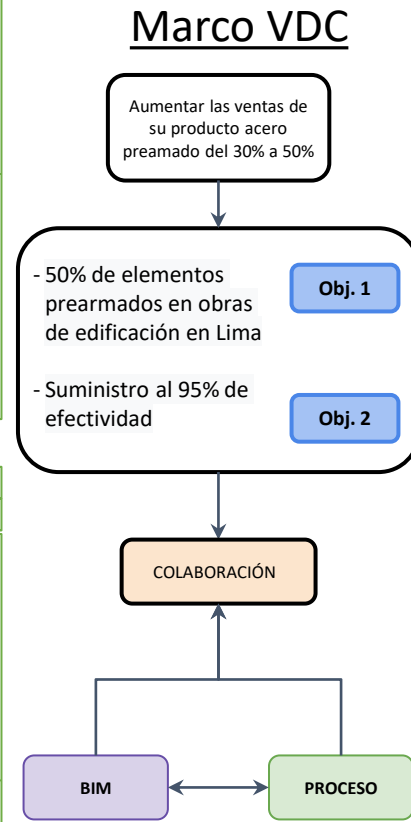 Marco VDC
Aumentar las ventas de
su producto acero
preamado del 30% a 50%
- 50% de elementos
prearmados en obras
de edificación en Lima
Obj. 1
- Suministro al 95% de
efectividad
Obj. 2
COLABORACIÓN
BIM
PROCESO